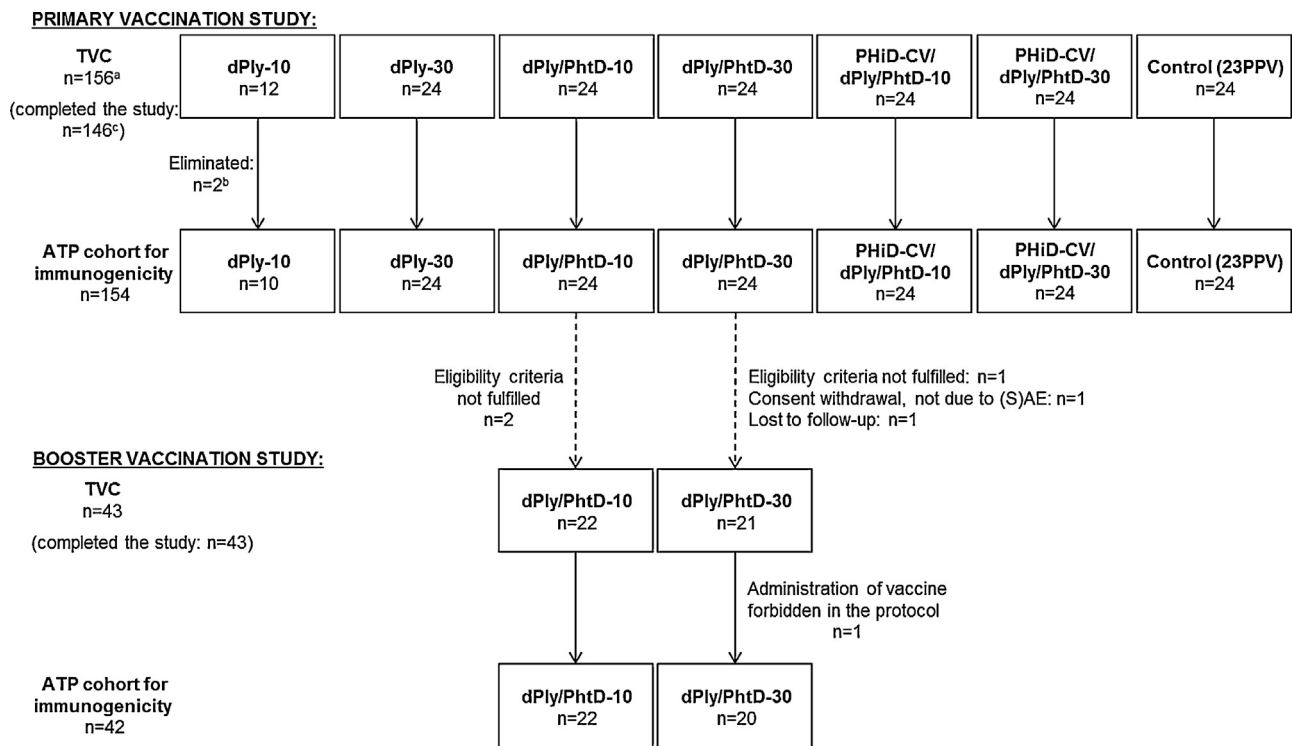 PRIMARY VACCINATION STUDY:
TVC
n=156ᵃ
(completed the study:
n=146ᶜ)
dPly-10
n=12
dPly-30
n=24
dPly/PhtD-10
n=24
dPly/PhtD-30
n=24
PHiD-CV/
dPly/PhtD-10
n=24
PHiD-CV/
dPly/PhtD-30
n=24
Control (23PPV)
n=24
Eliminated:
n=2ᵇ
ATP cohort for
immunogenicity
n=154
dPly-10
n=10
dPly-30
n=24
dPly/PhtD-10
n=24
dPly/PhtD-30
n=24
PHiD-CV/
dPly/PhtD-10
n=24
PHiD-CV/
dPly/PhtD-30
n=24
Control (23PPV)
n=24
Eligibility criteria
not fulfilled
n=2
Eligibility criteria not fulfilled: n=1
Consent withdrawal, not due to (S)AE: n=1
Lost to follow-up: n=1
BOOSTER VACCINATION STUDY:
TVC
n=43
(completed the study: n=43)
dPly/PhtD-10
n=22
dPly/PhtD-30
n=21
Administration of vaccine
forbidden in the protocol
n=1
ATP cohort for
immunogenicity
n=42
dPly/PhtD-10
n=22
dPly/PhtD-30
n=20